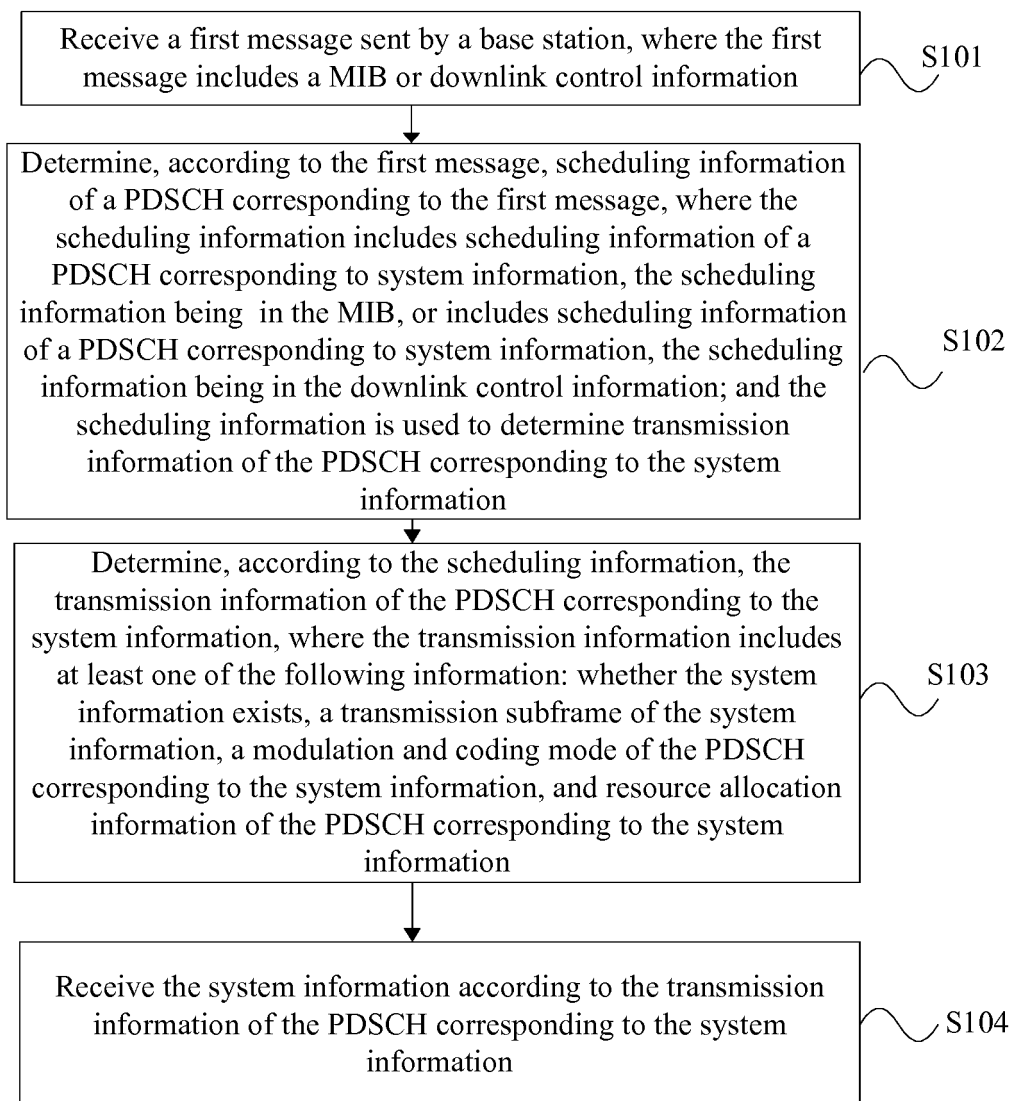 Receive a first message sent by a base station, where the first
message includes a MIB or downlink control information
S101
Determine, according to the first message, scheduling information
of a PDSCH corresponding to the first message, where the
scheduling information includes scheduling information of a
PDSCH corresponding to system information, the scheduling
information being in the MIB, or includes scheduling information
of a PDSCH corresponding to system information, the scheduling
information being in the downlink control information; and the
scheduling information is used to determine transmission
information of the PDSCH corresponding to the system
information
S102
Determine, according to the scheduling information, the
transmission information of the PDSCH corresponding to the
system information, where the transmission information includes
at least one of the following information: whether the system
information exists, a transmission subframe of the system
information, a modulation and coding mode of the PDSCH
corresponding to the system information, and resource allocation
information of the PDSCH corresponding to the system
information
S103
Receive the system information according to the transmission
information of the PDSCH corresponding to the system
information
S104